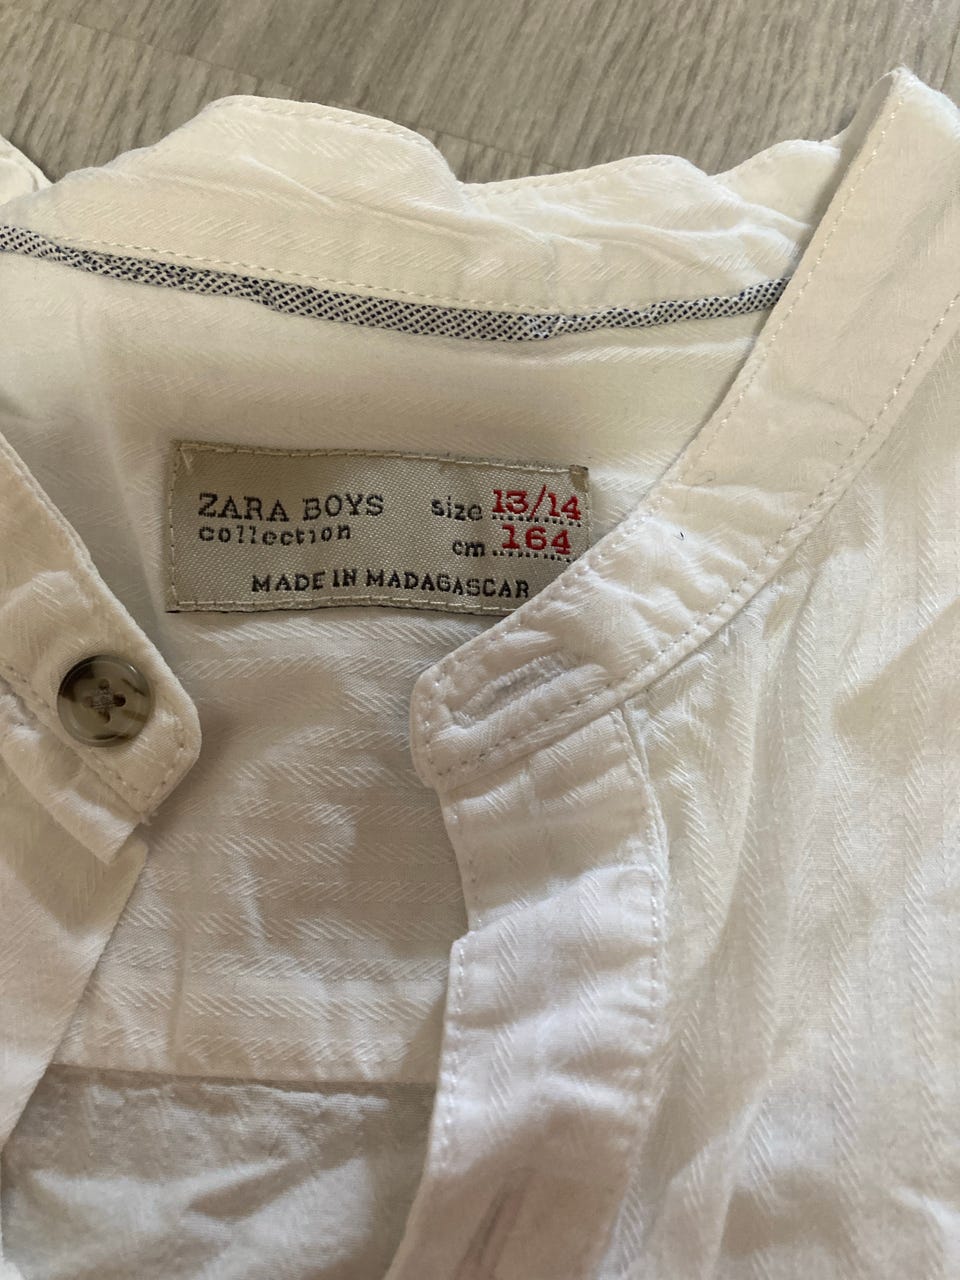 ZARA BOYS size 13/14
collection cm 164
MADE IN MADAGASCAR